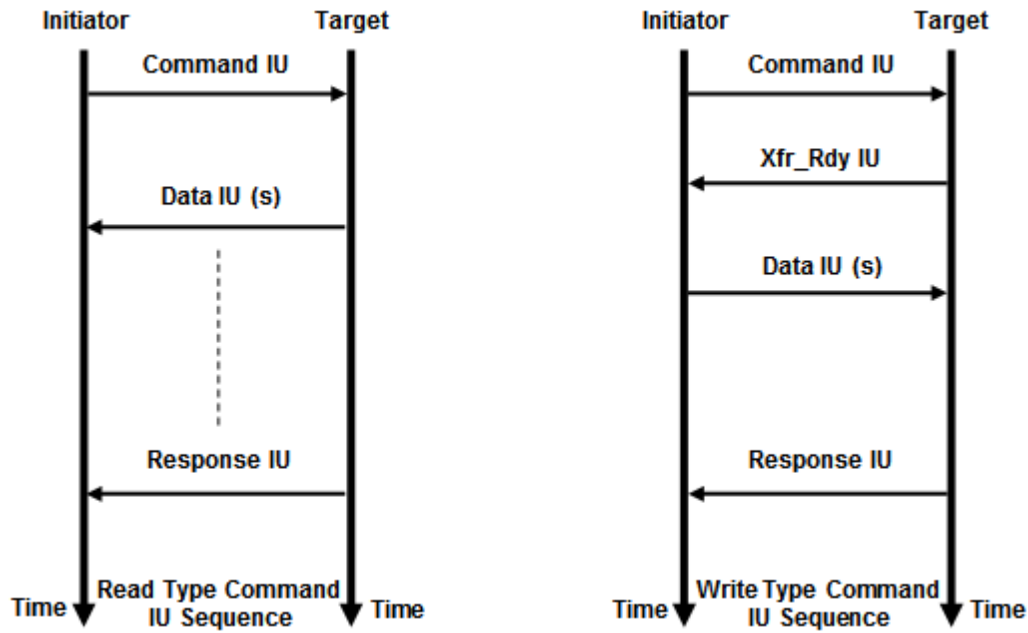 Initiator
Target
Command IU
Data IU (s)
Response IU
Time
Read Type Command
IU Sequence
Time
Initiator
Target
Command IU
Xfr_Rdy IU
Data IU (s)
Response IU
Time
Write Type Command
IU Sequence
Time